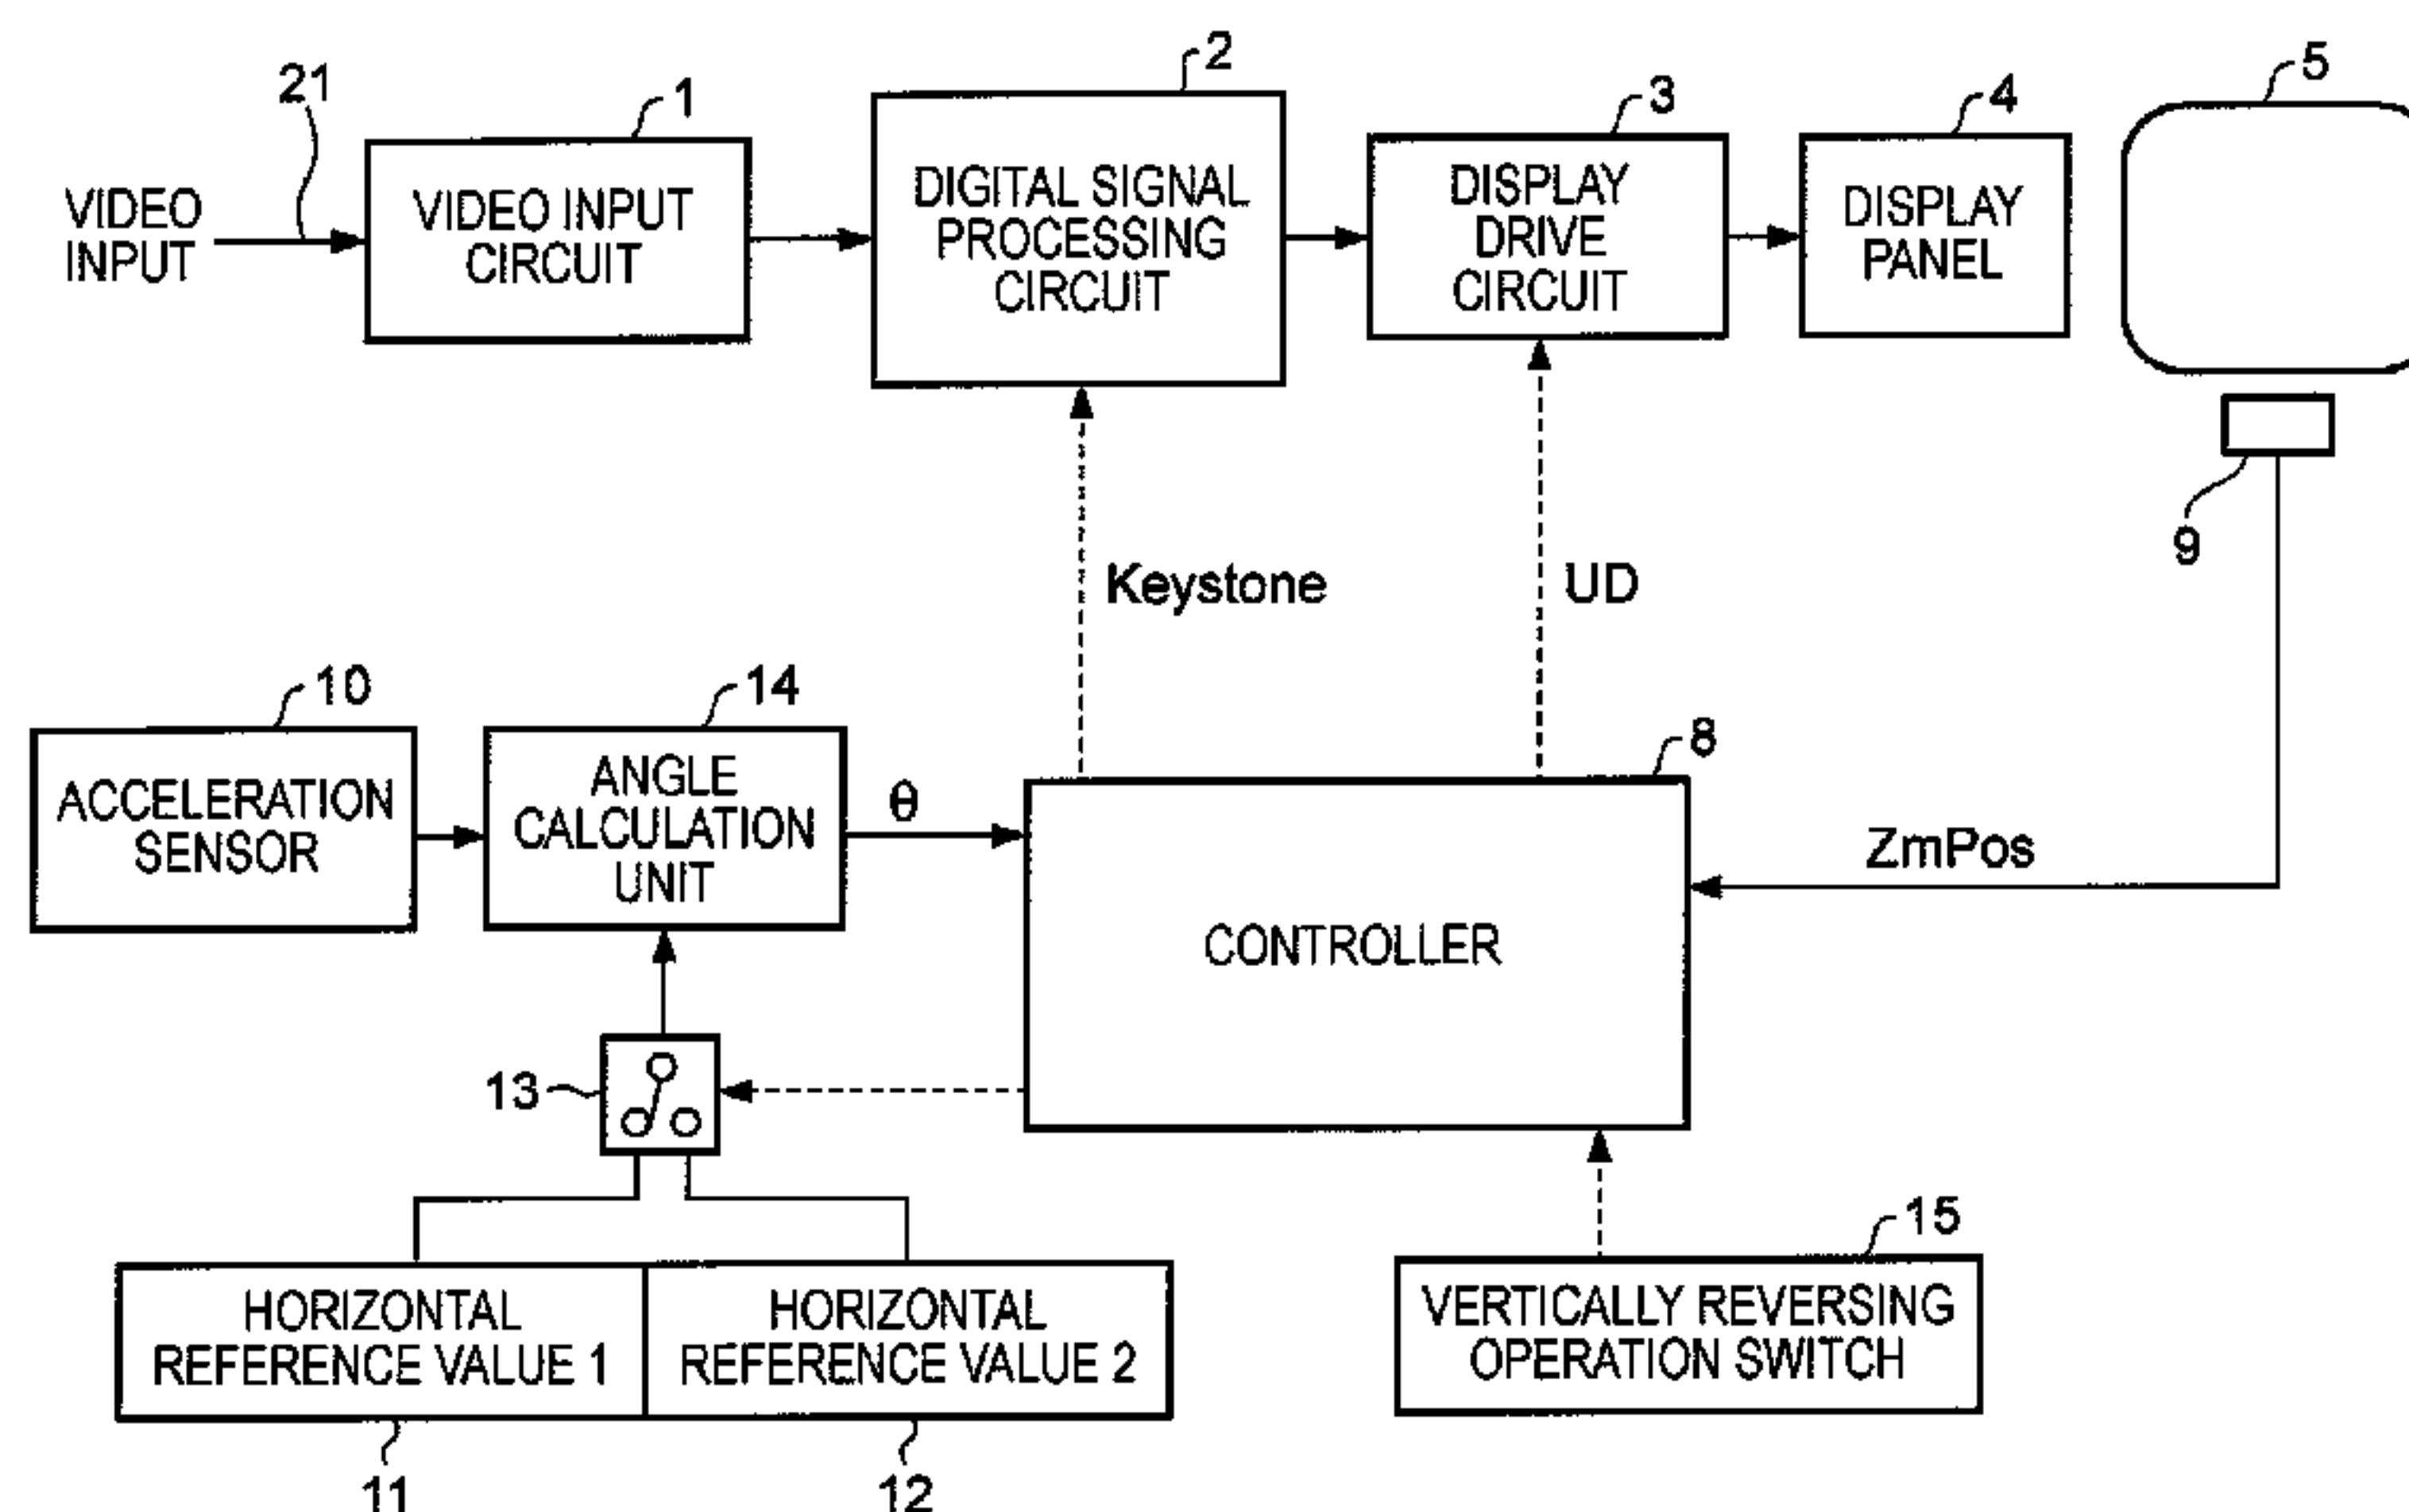 21
1
2
3
4
5
VIDEO
INPUT
VIDEO INPUT
CIRCUIT
DIGITAL SIGNAL
PROCESSING
CIRCUIT
DISPLAY
DRIVE
CIRCUIT
DISPLAY
PANEL
9
Keystone
UD
10
14
8
ACCELERATION
SENSOR
ANGLE
CALCULATION
UNIT
θ
ZmPos
CONTROLLER
13
15
HORIZONTAL
REFERENCE VALUE 1
HORIZONTAL
REFERENCE VALUE 2
VERTICALLY REVERSING
OPERATION SWITCH
11
12